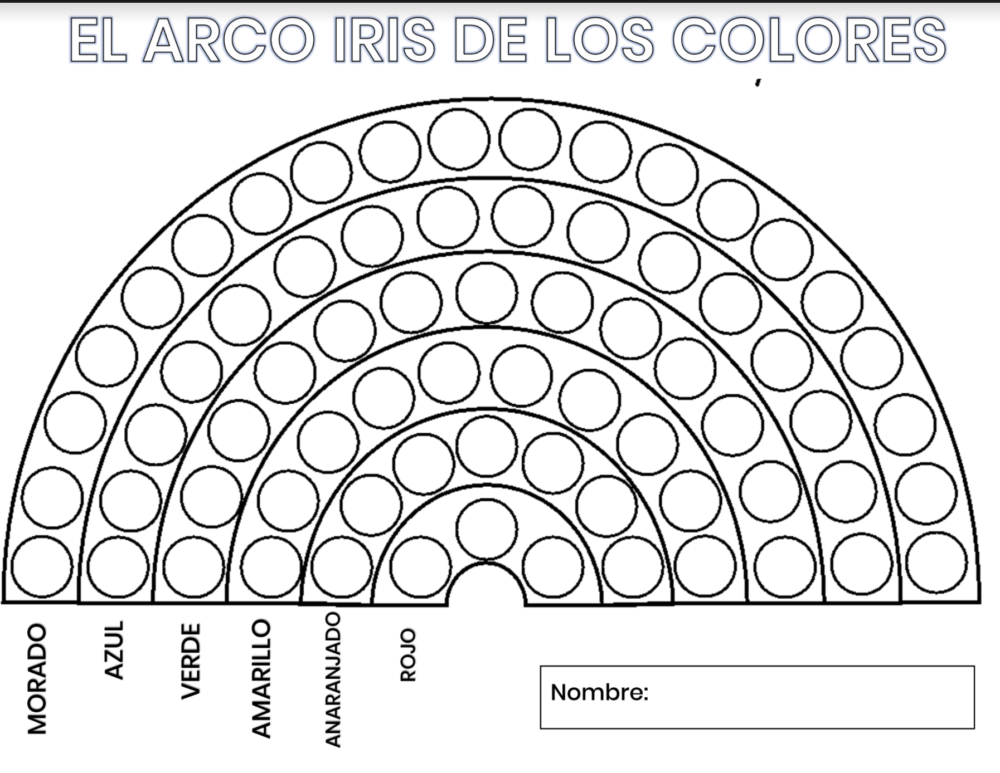 EL ARCO IRIS DE LOS COLORES
MORADO
AZUL
VERDE
AMARILLO
ANARANJADO
ROJO
Nombre: